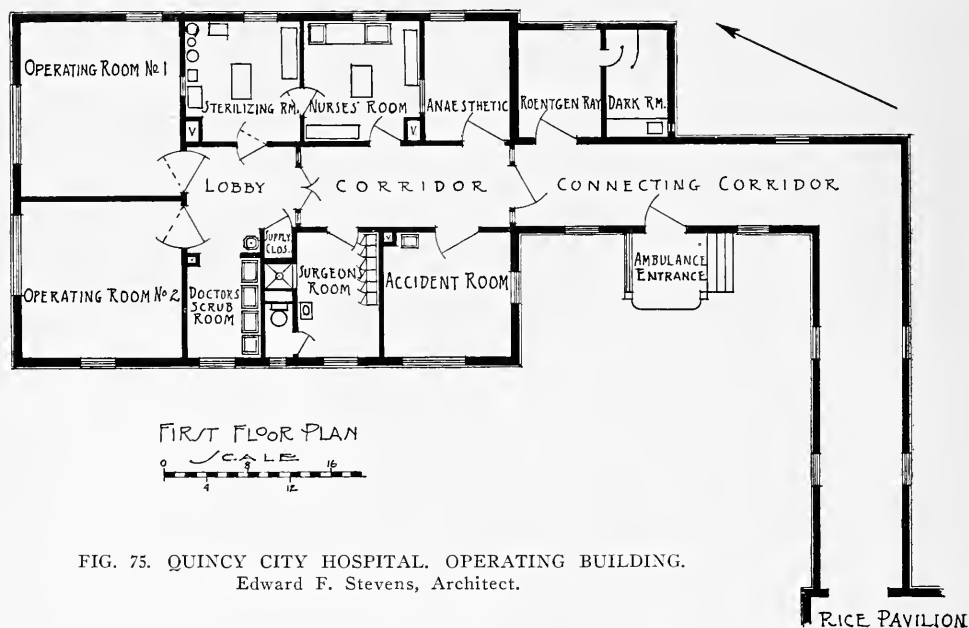 OPERATING ROOM № 1
STERILIZING RM.
NURSES' ROOM
ANAESTHETIC
ROENTGEN RAY
DARK RM.
V
V
LOBBY
CORRIDOR
CONNECTING CORRIDOR
OPERATING ROOM № 2
DOCTORS
SCRUB
ROOM
SUPPLY
CLOS.
SURGEONS
ROOM
V
ACCIDENT ROOM
AMBULANCE
ENTRANCE
FIRST FLOOR PLAN
SCALE
0 8 16
4 12
FIG. 75. QUINCY CITY HOSPITAL. OPERATING BUILDING.
Edward F. Stevens, Architect.
RICE PAVILION